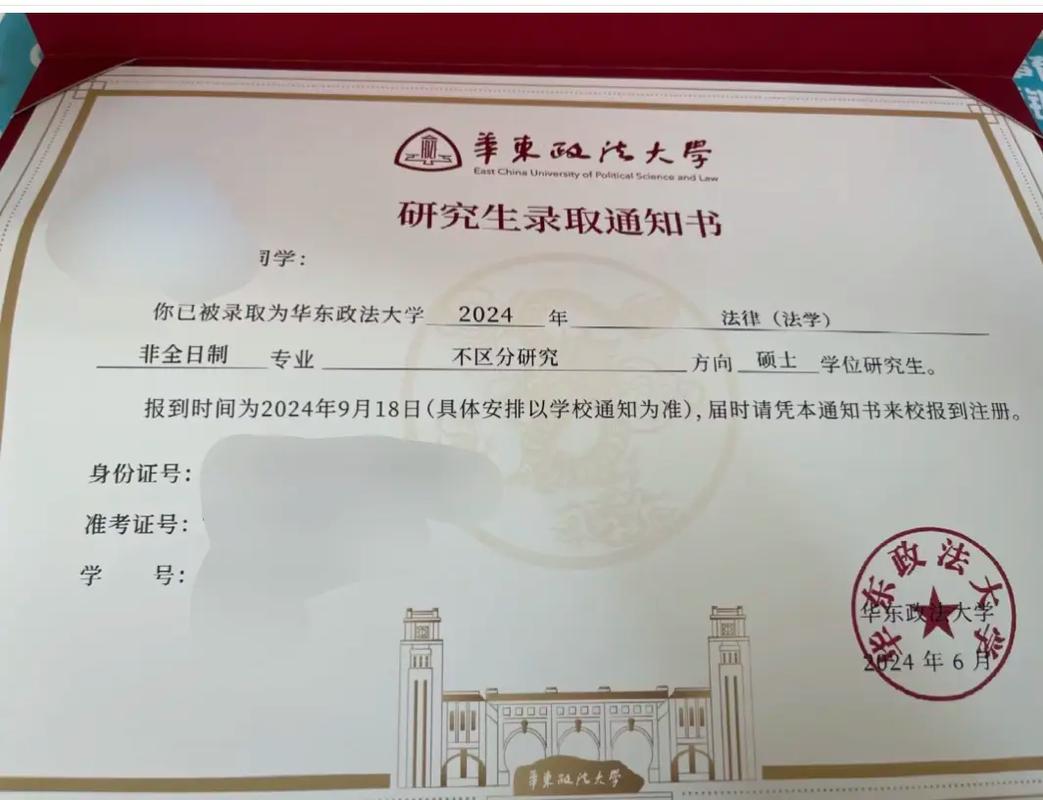 華東政法大學
East China University of Political Science and Law
研究生录取通知书
同学：
你已被录取为华东政法大学 2024 年 法律（法学）
非全日制 专业 不区分研究 方向 硕士 学位研究生。
报到时间为2024年9月18日(具体安排以学校通知为准),届时请凭本通知书来校报到注册。
身份证号：
准考证号：
学 号：
华东政法大学
华东政法大学
2024 年 6 月
華東政法大學